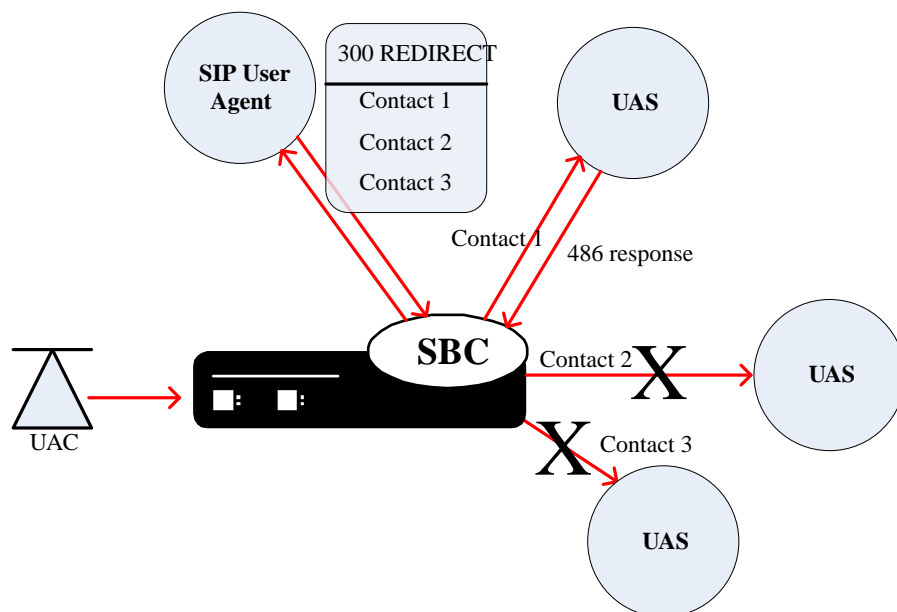 SIP User
Agent
300 REDIRECT
Contact 1
Contact 2
Contact 3
UAS
Contact 1
486 response
SBC
Contact 2
X
UAS
UAC
X
Contact 3
UAS